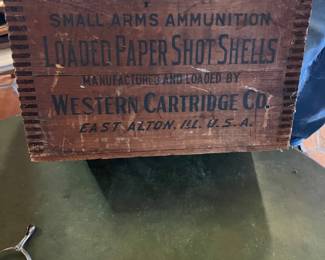 SMALL ARMS AMMUNITION
LOADED PAPER SHOT SHELLS
MANUFACTURED AND LOADED BY
WESTERN CARTRIDGE CO.
EAST ALTON, ILL. U.S.A.